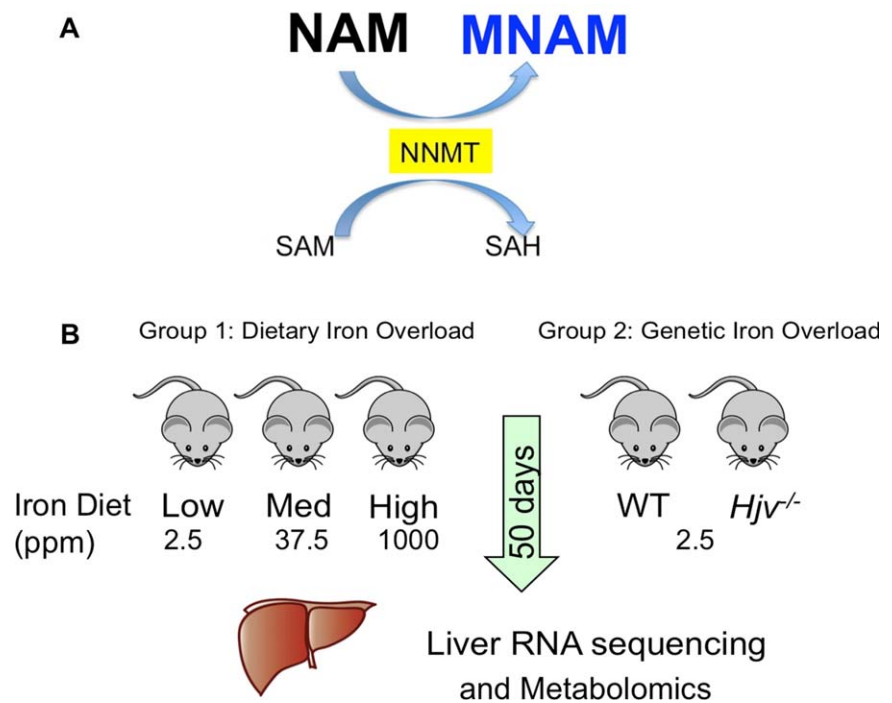 A
NAM MNAM
NNMT
SAM SAH
B
Group 1: Dietary Iron Overload
Group 2: Genetic Iron Overload
Iron Diet
(ppm)
Low Med High
2.5 37.5 1000
50 days
WT Hjv-/-
2.5
Liver RNA sequencing
and Metabolomics